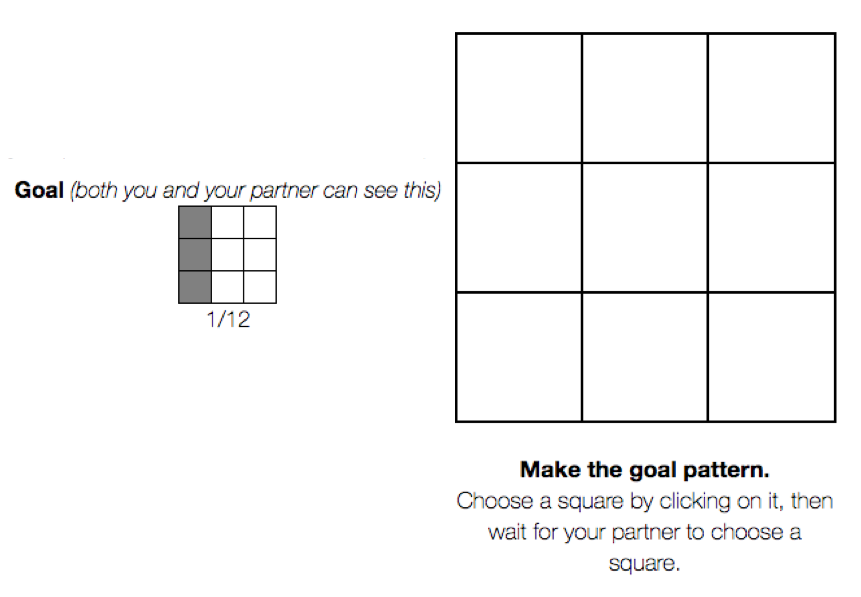 Goal (both you and your partner can see this)
1/12
Make the goal pattern.
Choose a square by clicking on it, then
wait for your partner to choose a
square.